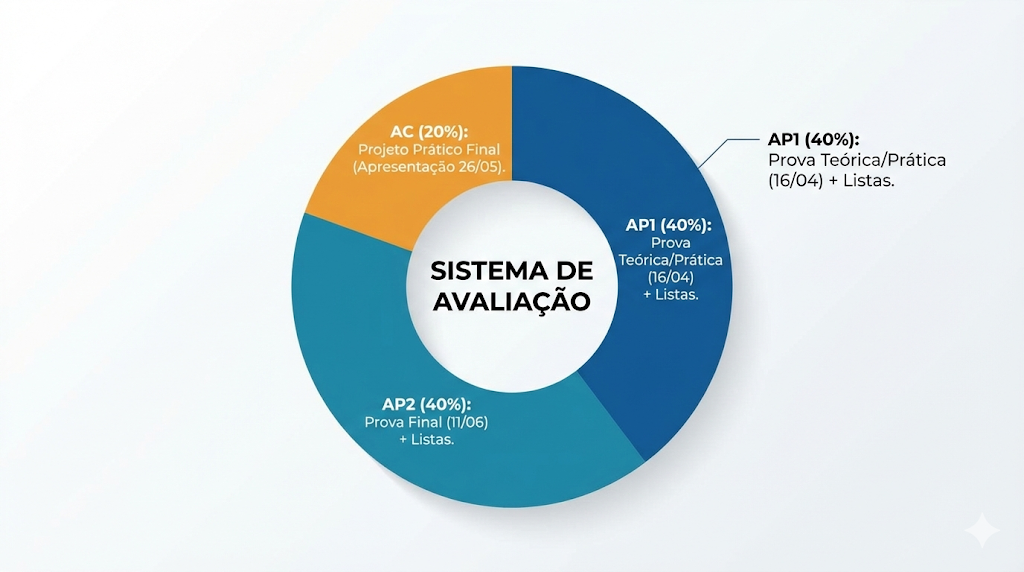 AC (20%):
Projeto Prático Final
(Apresentação 26/05).
AP1 (40%):
Prova Teórica/Prática
(16/04) + Listas.
AP1 (40%):
Prova
Teórica/Prática
(16/04)
+ Listas.
SISTEMA DE
AVALIAÇÃO
AP2 (40%):
Prova Final (11/06)
+ Listas.